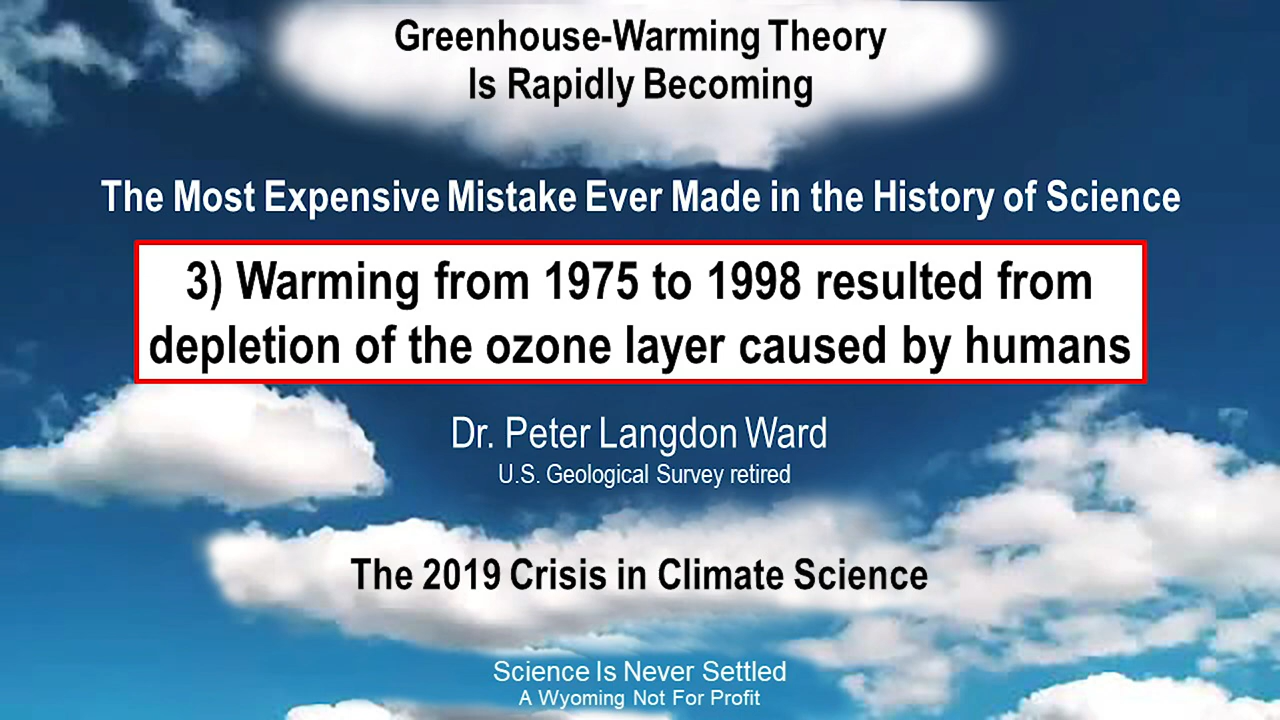 Greenhouse-Warming Theory
Is Rapidly Becoming
The Most Expensive Mistake Ever Made in the History of Science
3) Warming from 1975 to 1998 resulted from
depletion of the ozone layer caused by humans
Dr. Peter Langdon Ward
U.S. Geological Survey retired
The 2019 Crisis in Climate Science
Science Is Never Settled
A Wyoming Not For Profit